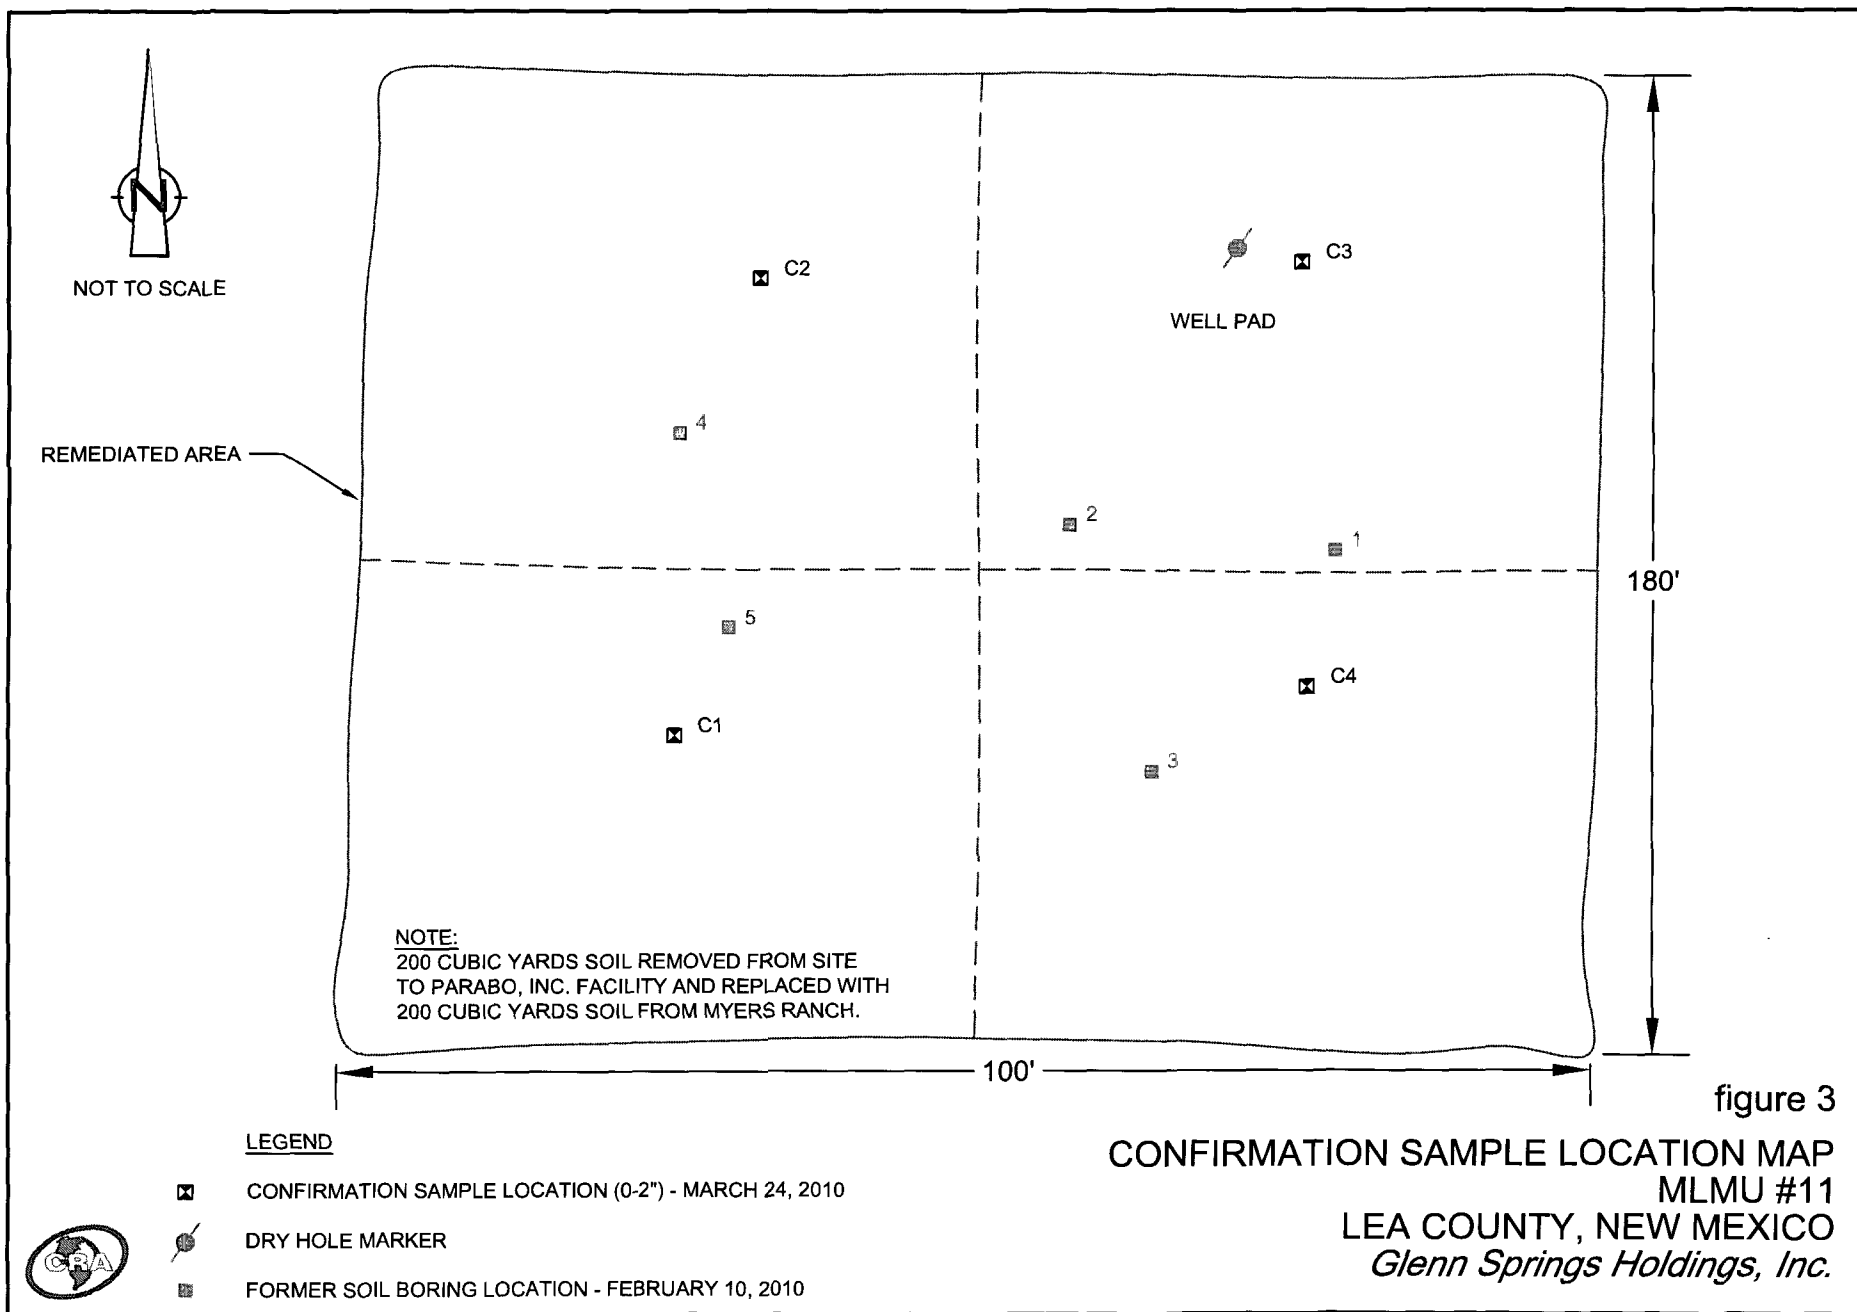 N
NOT TO SCALE
C2
C3
WELL PAD
4
REMEDIATED AREA
2
1
180'
5
C4
C1
3
NOTE:
200 CUBIC YARDS SOIL REMOVED FROM SITE
TO PARABO, INC. FACILITY AND REPLACED WITH
200 CUBIC YARDS SOIL FROM MYERS RANCH.
100'
figure 3
LEGEND
CONFIRMATION SAMPLE LOCATION (0-2") - MARCH 24, 2010
DRY HOLE MARKER
FORMER SOIL BORING LOCATION - FEBRUARY 10, 2010
CRA
CONFIRMATION SAMPLE LOCATION MAP
MLMU #11
LEA COUNTY, NEW MEXICO
Glenn Springs Holdings, Inc.